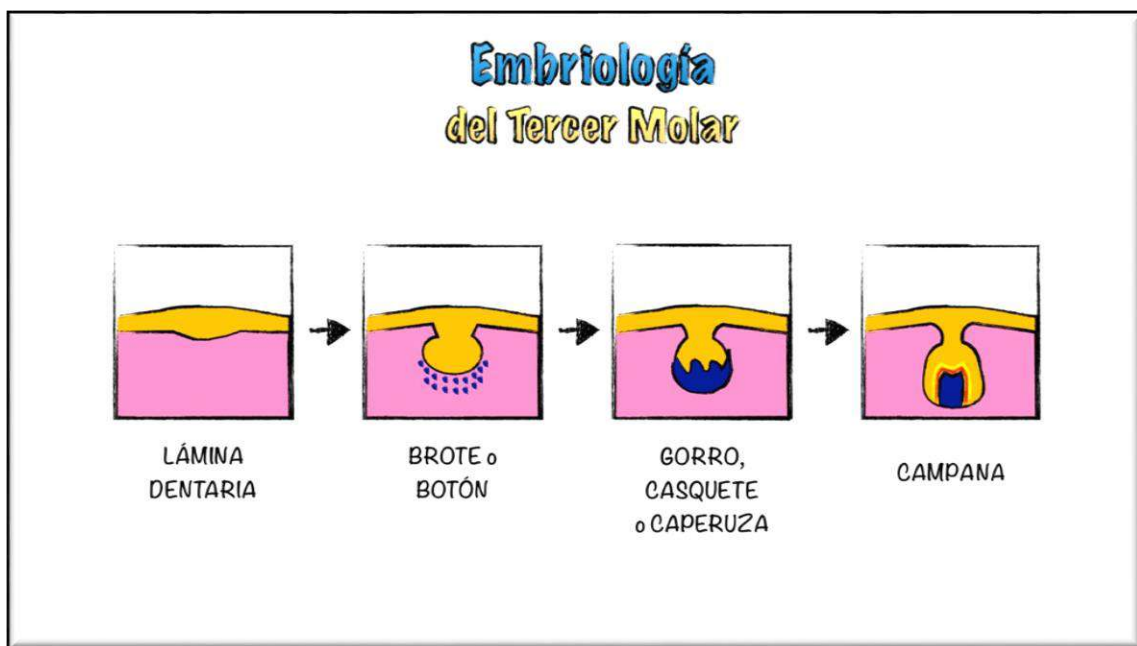 Embriología
del Tercer Molar
LÁMINA
DENTARIA
BROTE o
BOTÓN
GORRO,
CASQUETE
o CAPERUZA
CAMPANA